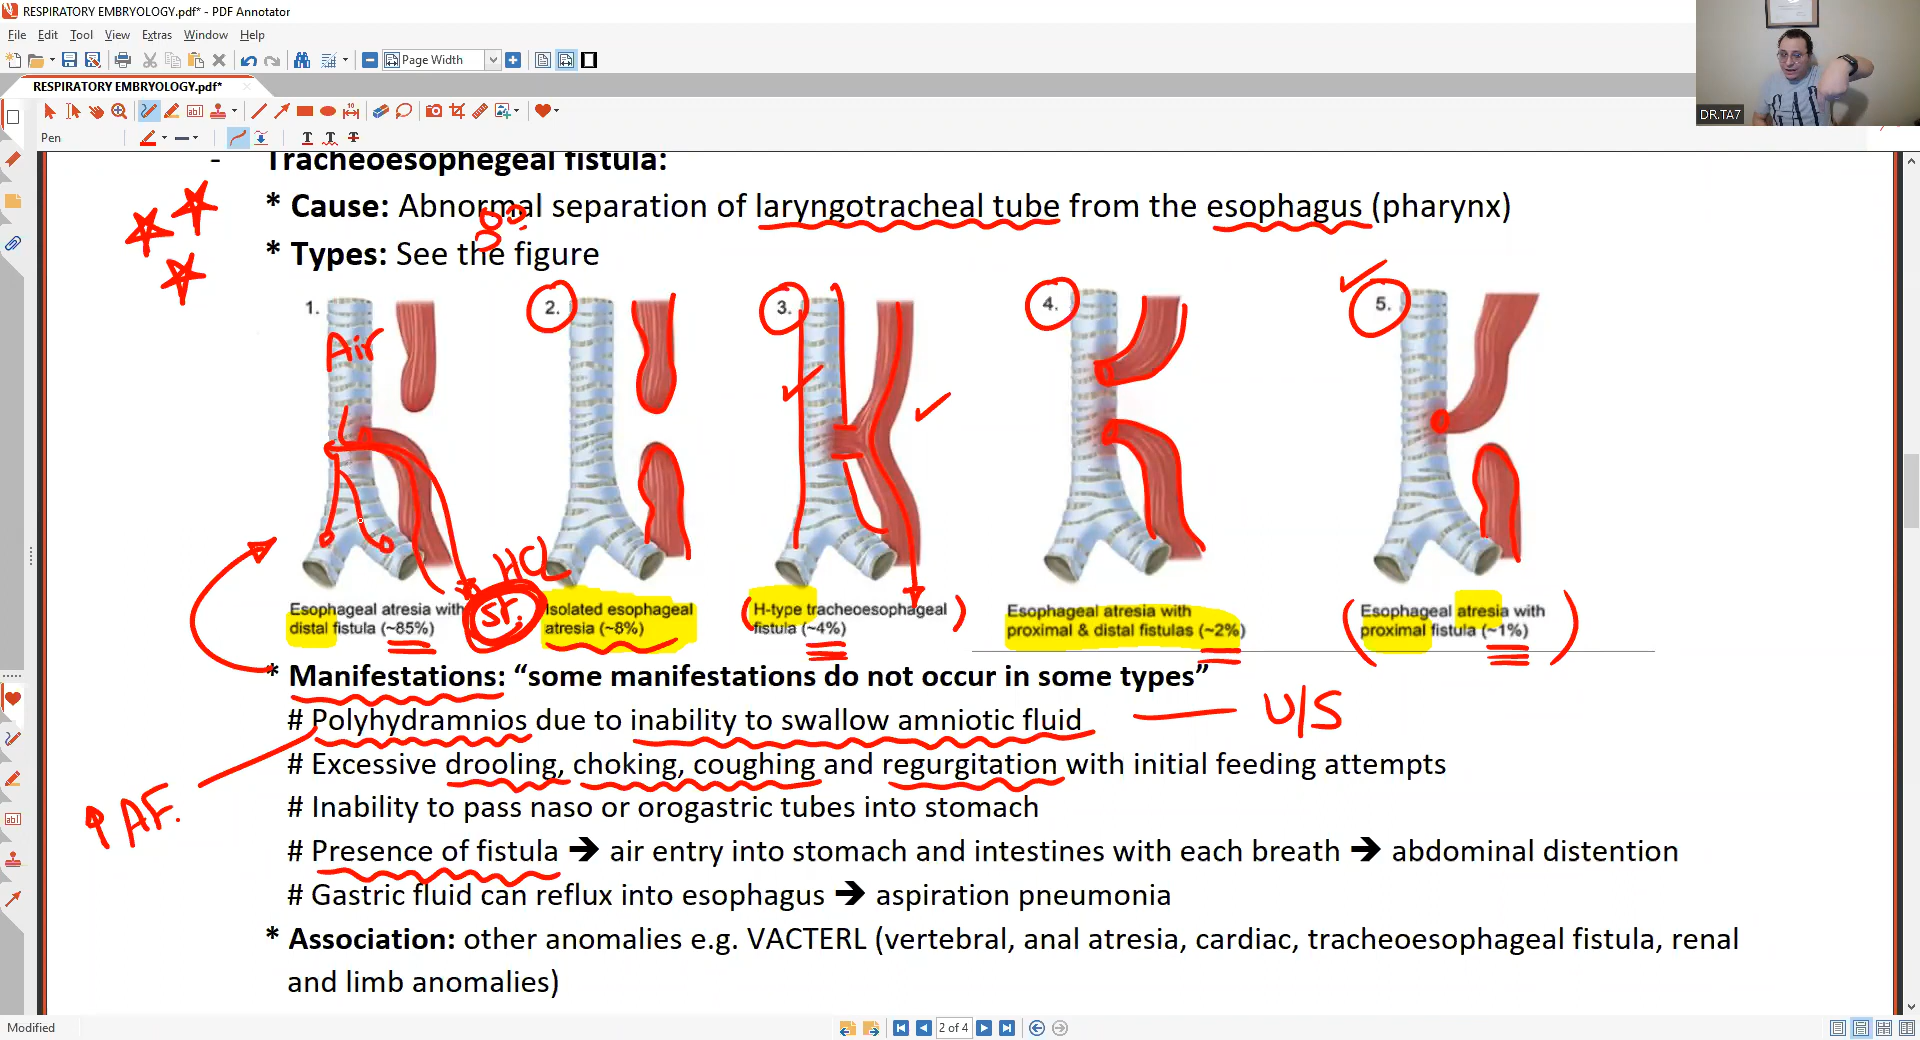 RESPIRATORY EMBRYOLOGY.pdf* - PDF Annotator
File Edit Tool View Extras Window Help
Page Width
RESPIRATORY EMBRYOLOGY.pdf*
Pen
DR.TA7
- Tracheoesophegeal fistula:
* Cause: Abnormal separation of laryngotracheal tube from the esophagus (pharynx)
* Types: See the figure
1. 2. 3. 4. 5.
Air
HCL
St.
Esophageal atresia with
distal fistula (~85%)
Isolated esophageal
atresia (~8%)
H-type tracheoesophageal
fistula (~4%)
Esophageal atresia with
proximal & distal fistulas (~2%)
Esophageal atresia with
proximal fistula (~1%)
* Manifestations: “some manifestations do not occur in some types”
# Polyhydramnios due to inability to swallow amniotic fluid
U/S
# Excessive drooling, choking, coughing and regurgitation with initial feeding attempts
# Inability to pass naso or orogastric tubes into stomach
↑ AF.
# Presence of fistula ➔ air entry into stomach and intestines with each breath ➔ abdominal distention
# Gastric fluid can reflux into esophagus ➔ aspiration pneumonia
* Association: other anomalies e.g. VACTERL (vertebral, anal atresia, cardiac, tracheoesophageal fistula, renal
and limb anomalies)
Modified
2 of 4